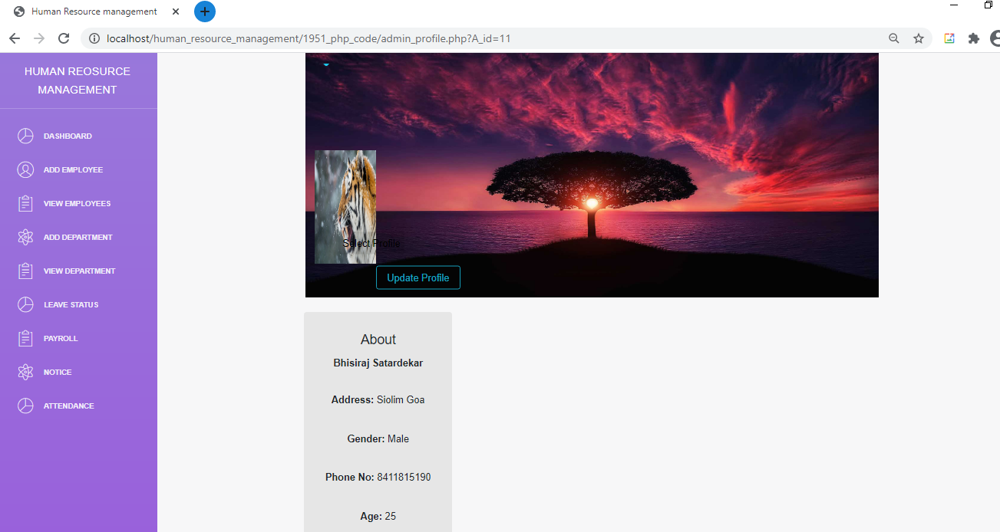 Human Resource management
localhost/human_resource_management/1951_php_code/admin_profile.php?A_id=11
HUMAN REOSURCE
MANAGEMENT
DASHBOARD
ADD EMPLOYEE
VIEW EMPLOYEES
ADD DEPARTMENT
VIEW DEPARTMENT
LEAVE STATUS
PAYROLL
NOTICE
ATTENDANCE
Select Profile
Update Profile
About
Bhisiraj Satardekar
Address: Siolim Goa
Gender: Male
Phone No: 8411815190
Age: 25